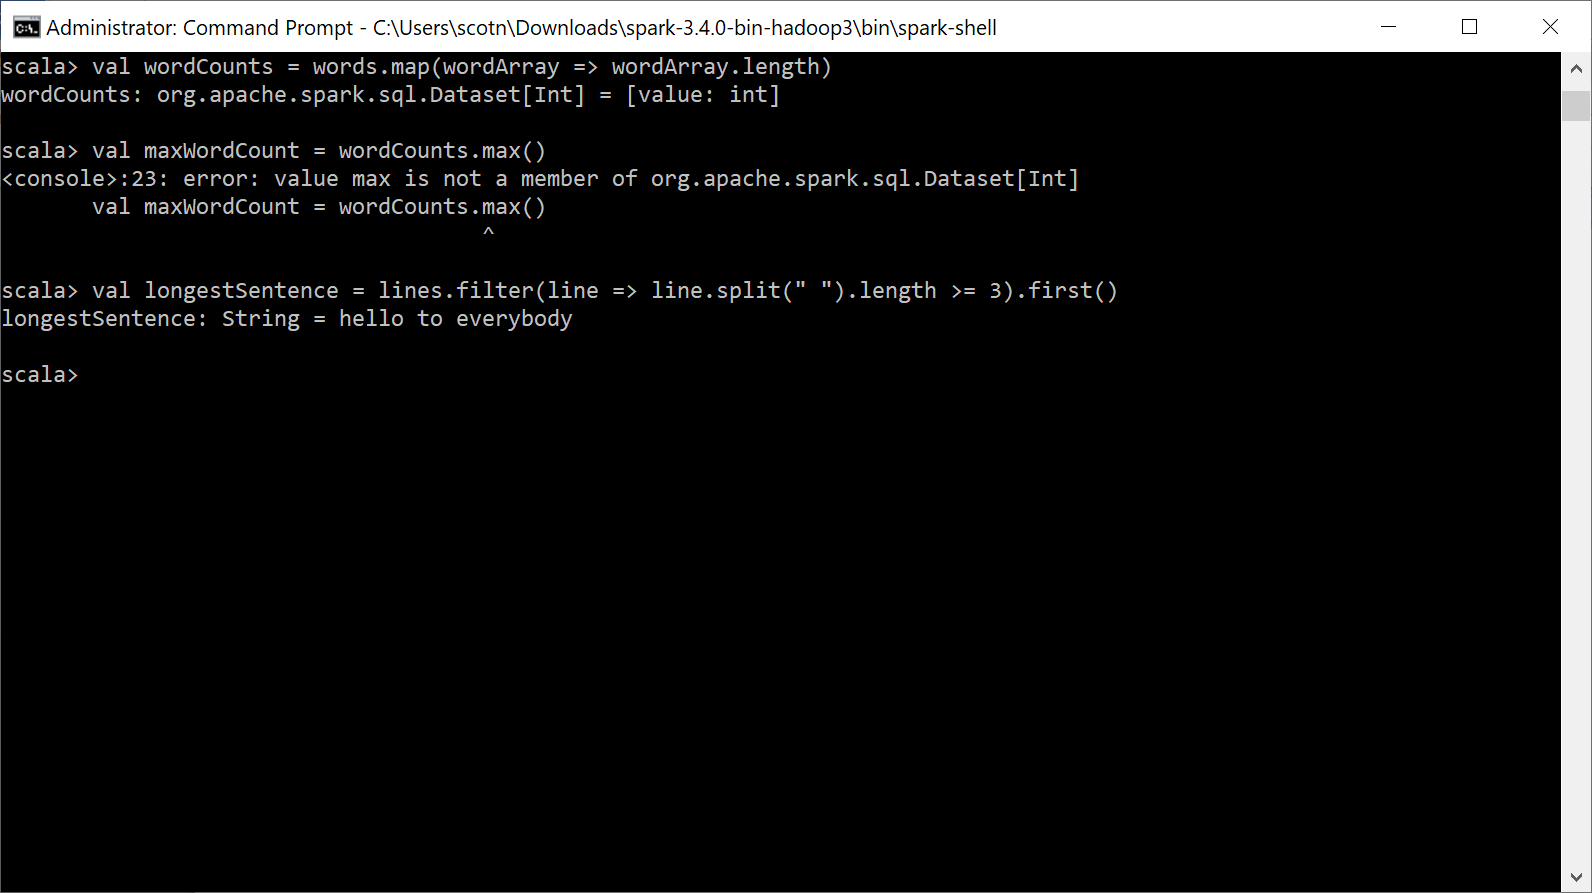 Administrator: Command Prompt - C:\Users\scotn\Downloads\spark-3.4.0-bin-hadoop3\bin\spark-shell
scala> val wordCounts = words.map(wordArray => wordArray.length)
wordCounts: org.apache.spark.sql.Dataset[Int] = [value: int]
scala> val maxWordCount = wordCounts.max()
<console>:23: error: value max is not a member of org.apache.spark.sql.Dataset[Int]
       val maxWordCount = wordCounts.max()
                                     ^
scala> val longestSentence = lines.filter(line => line.split(" ").length >= 3).first()
longestSentence: String = hello to everybody
scala>